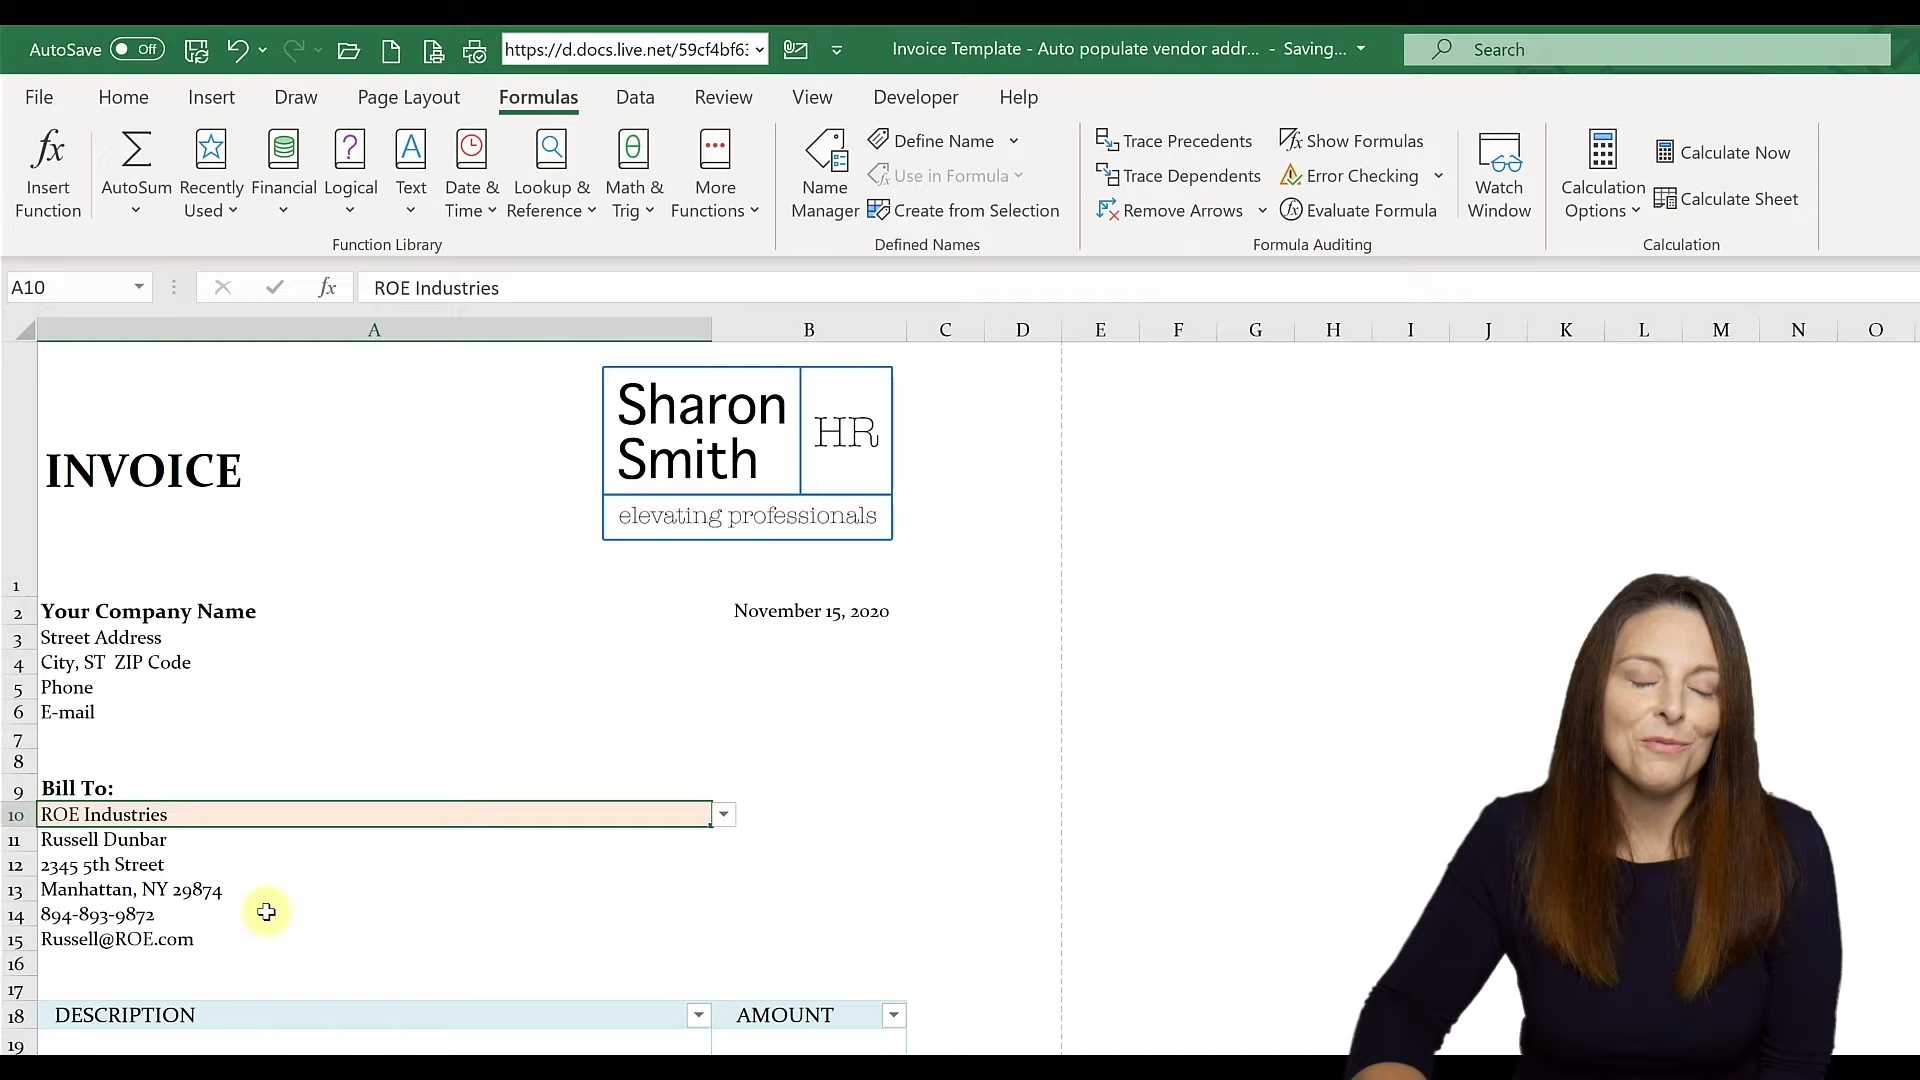 AutoSave Off https://d.docs.live.net/59cf4bf63 Invoice Template - Auto populate vendor addr... - Saving... Search
File Home Insert Draw Page Layout Formulas Data Review View Developer Help
fx Σ ? A θ
Insert Function
AutoSum
Recently Used
Financial
Logical
Text
Date & Time
Lookup & Reference
Math & Trig
More Functions
Function Library
Name Manager
Define Name
Use in Formula
Create from Selection
Defined Names
Trace Precedents
Trace Dependents
Remove Arrows
Show Formulas
Error Checking
Evaluate Formula
Formula Auditing
Watch Window
Calculation Options
Calculate Now
Calculate Sheet
Calculation
A10 fx ROE Industries
A B C D E F G H I J K L M N O
Sharon Smith
HR
elevating professionals
INVOICE
1
2 Your Company Name November 15, 2020
3 Street Address
4 City, ST ZIP Code
5 Phone
6 E-mail
7
8
9 Bill To:
10 ROE Industries
11 Russell Dunbar
12 2345 5th Street
13 Manhattan, NY 29874
14 894-893-9872
15 Russell@ROE.com
16
17
18 DESCRIPTION AMOUNT
19